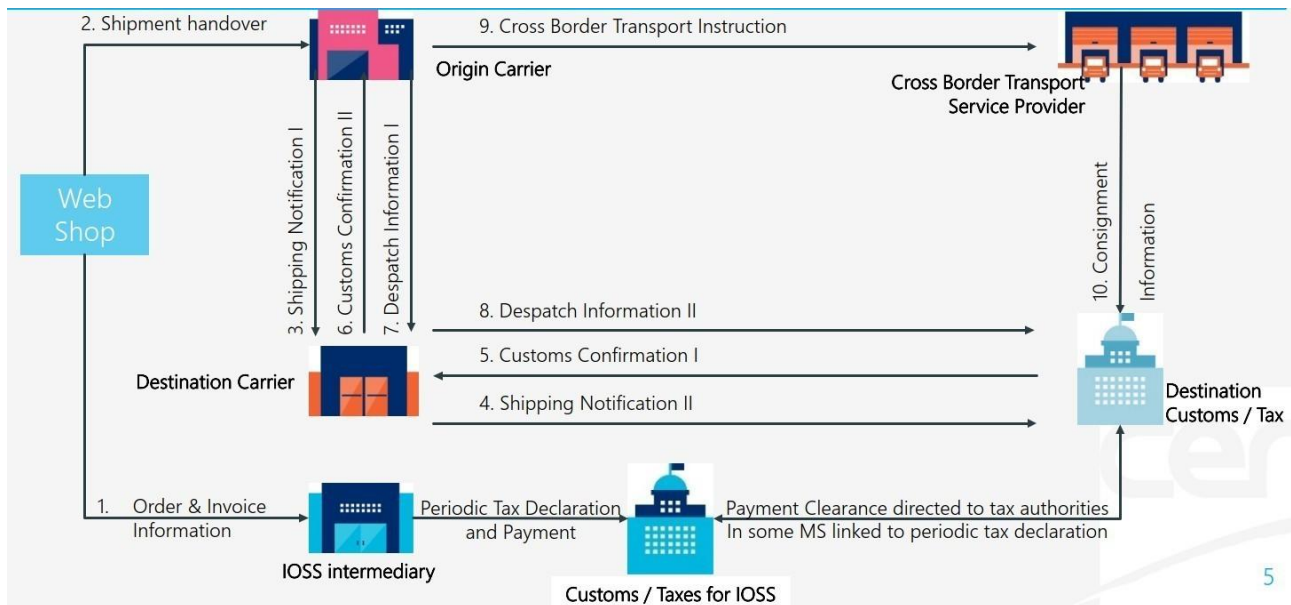 2. Shipment handover
9. Cross Border Transport Instruction
Origin Carrier
Cross Border Transport
Service Provider
3. Shipping Notification I
6. Customs Confirmation II
7. Despatch Information I
10. Consignment
Information
Web
Shop
8. Despatch Information II
5. Customs Confirmation I
Destination Carrier
4. Shipping Notification II
Destination
Customs / Tax
cer
1. Order & Invoice
Information
Periodic Tax Declaration
and Payment
Payment Clearance directed to tax authorities
In some MS linked to periodic tax declaration
IOSS intermediary
Customs / Taxes for IOSS
5